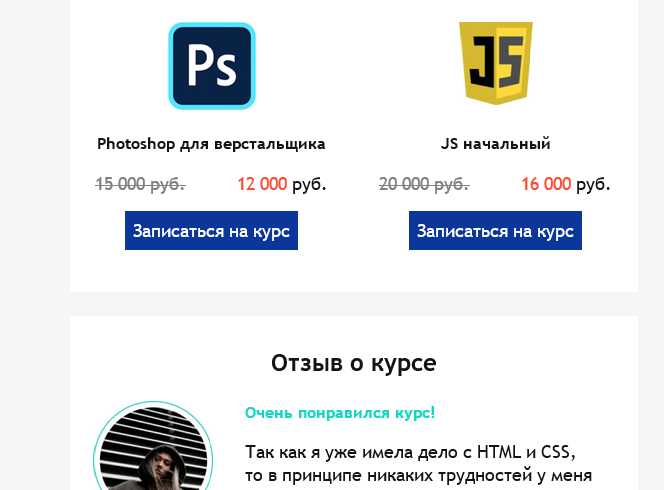 Ps JS
Photoshop для верстальщика JS начальный
15 000 руб. 12 000 руб. 20 000 руб. 16 000 руб.
Записаться на курс Записаться на курс
Отзыв о курсе
Очень понравился курс!
Так как я уже имела дело с HTML и CSS,
то в принципе никаких трудностей у меня